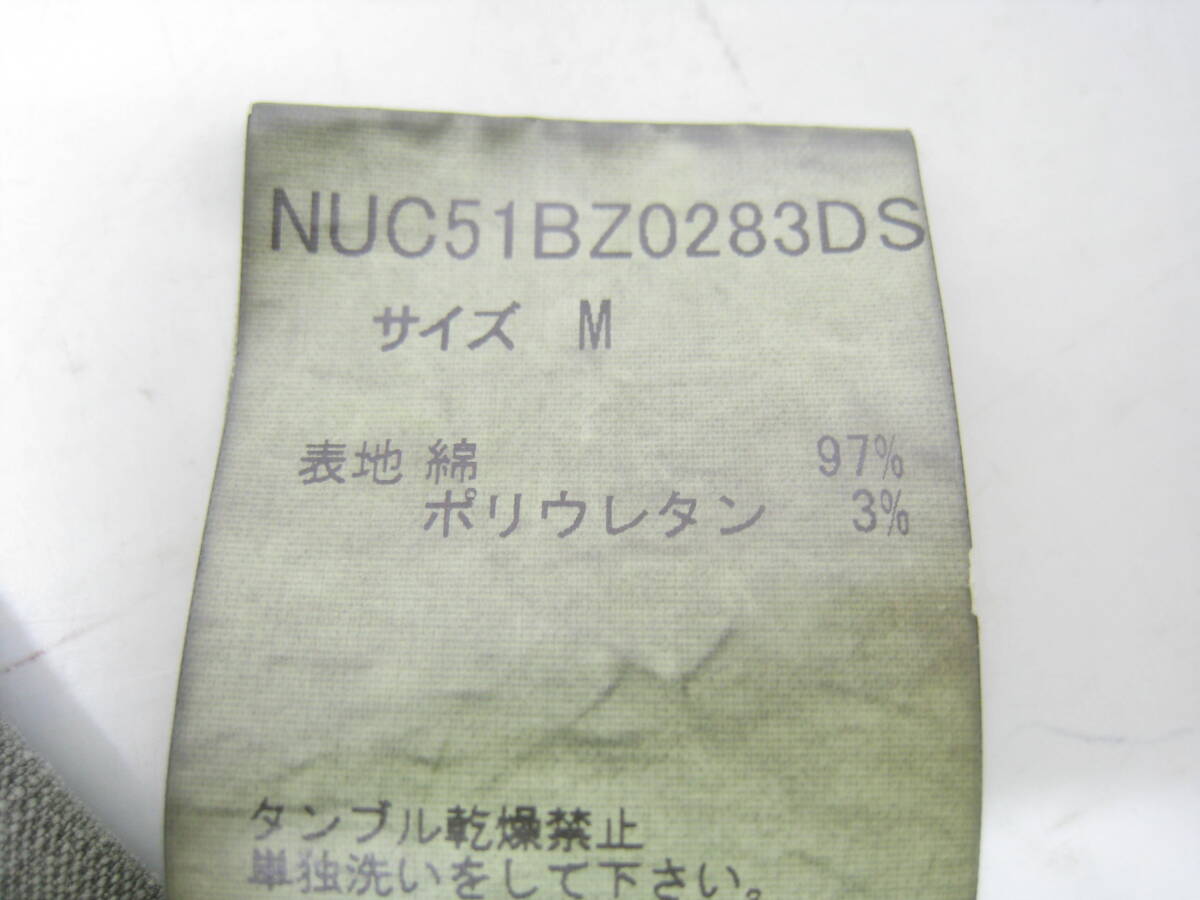 NUC51BZ0283DS
サイズ M
表地 綿 97%
ポリウレタン 3%
タンブル乾燥禁止
単独洗いをして下さい。